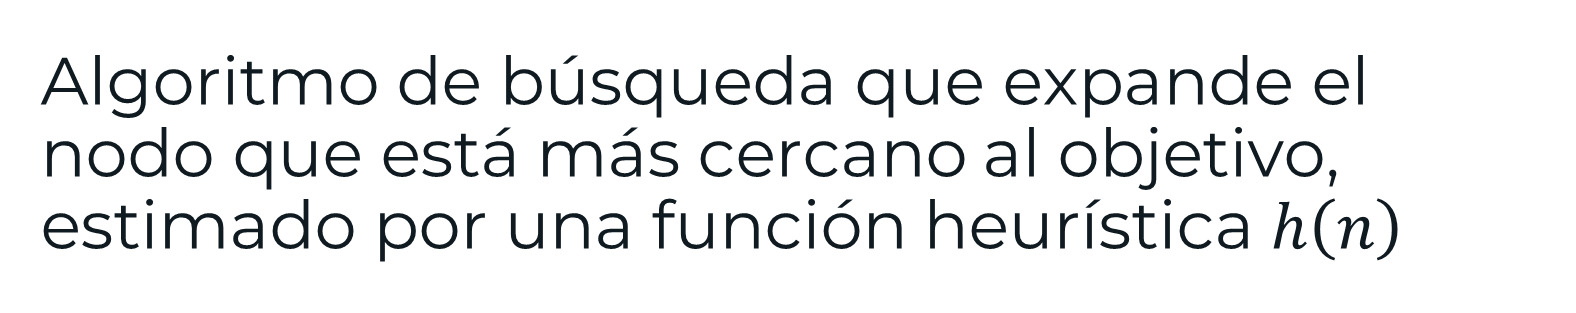 Algoritmo de búsqueda que expande el
nodo que está más cercano al objetivo,
estimado por una función heurística h(n)